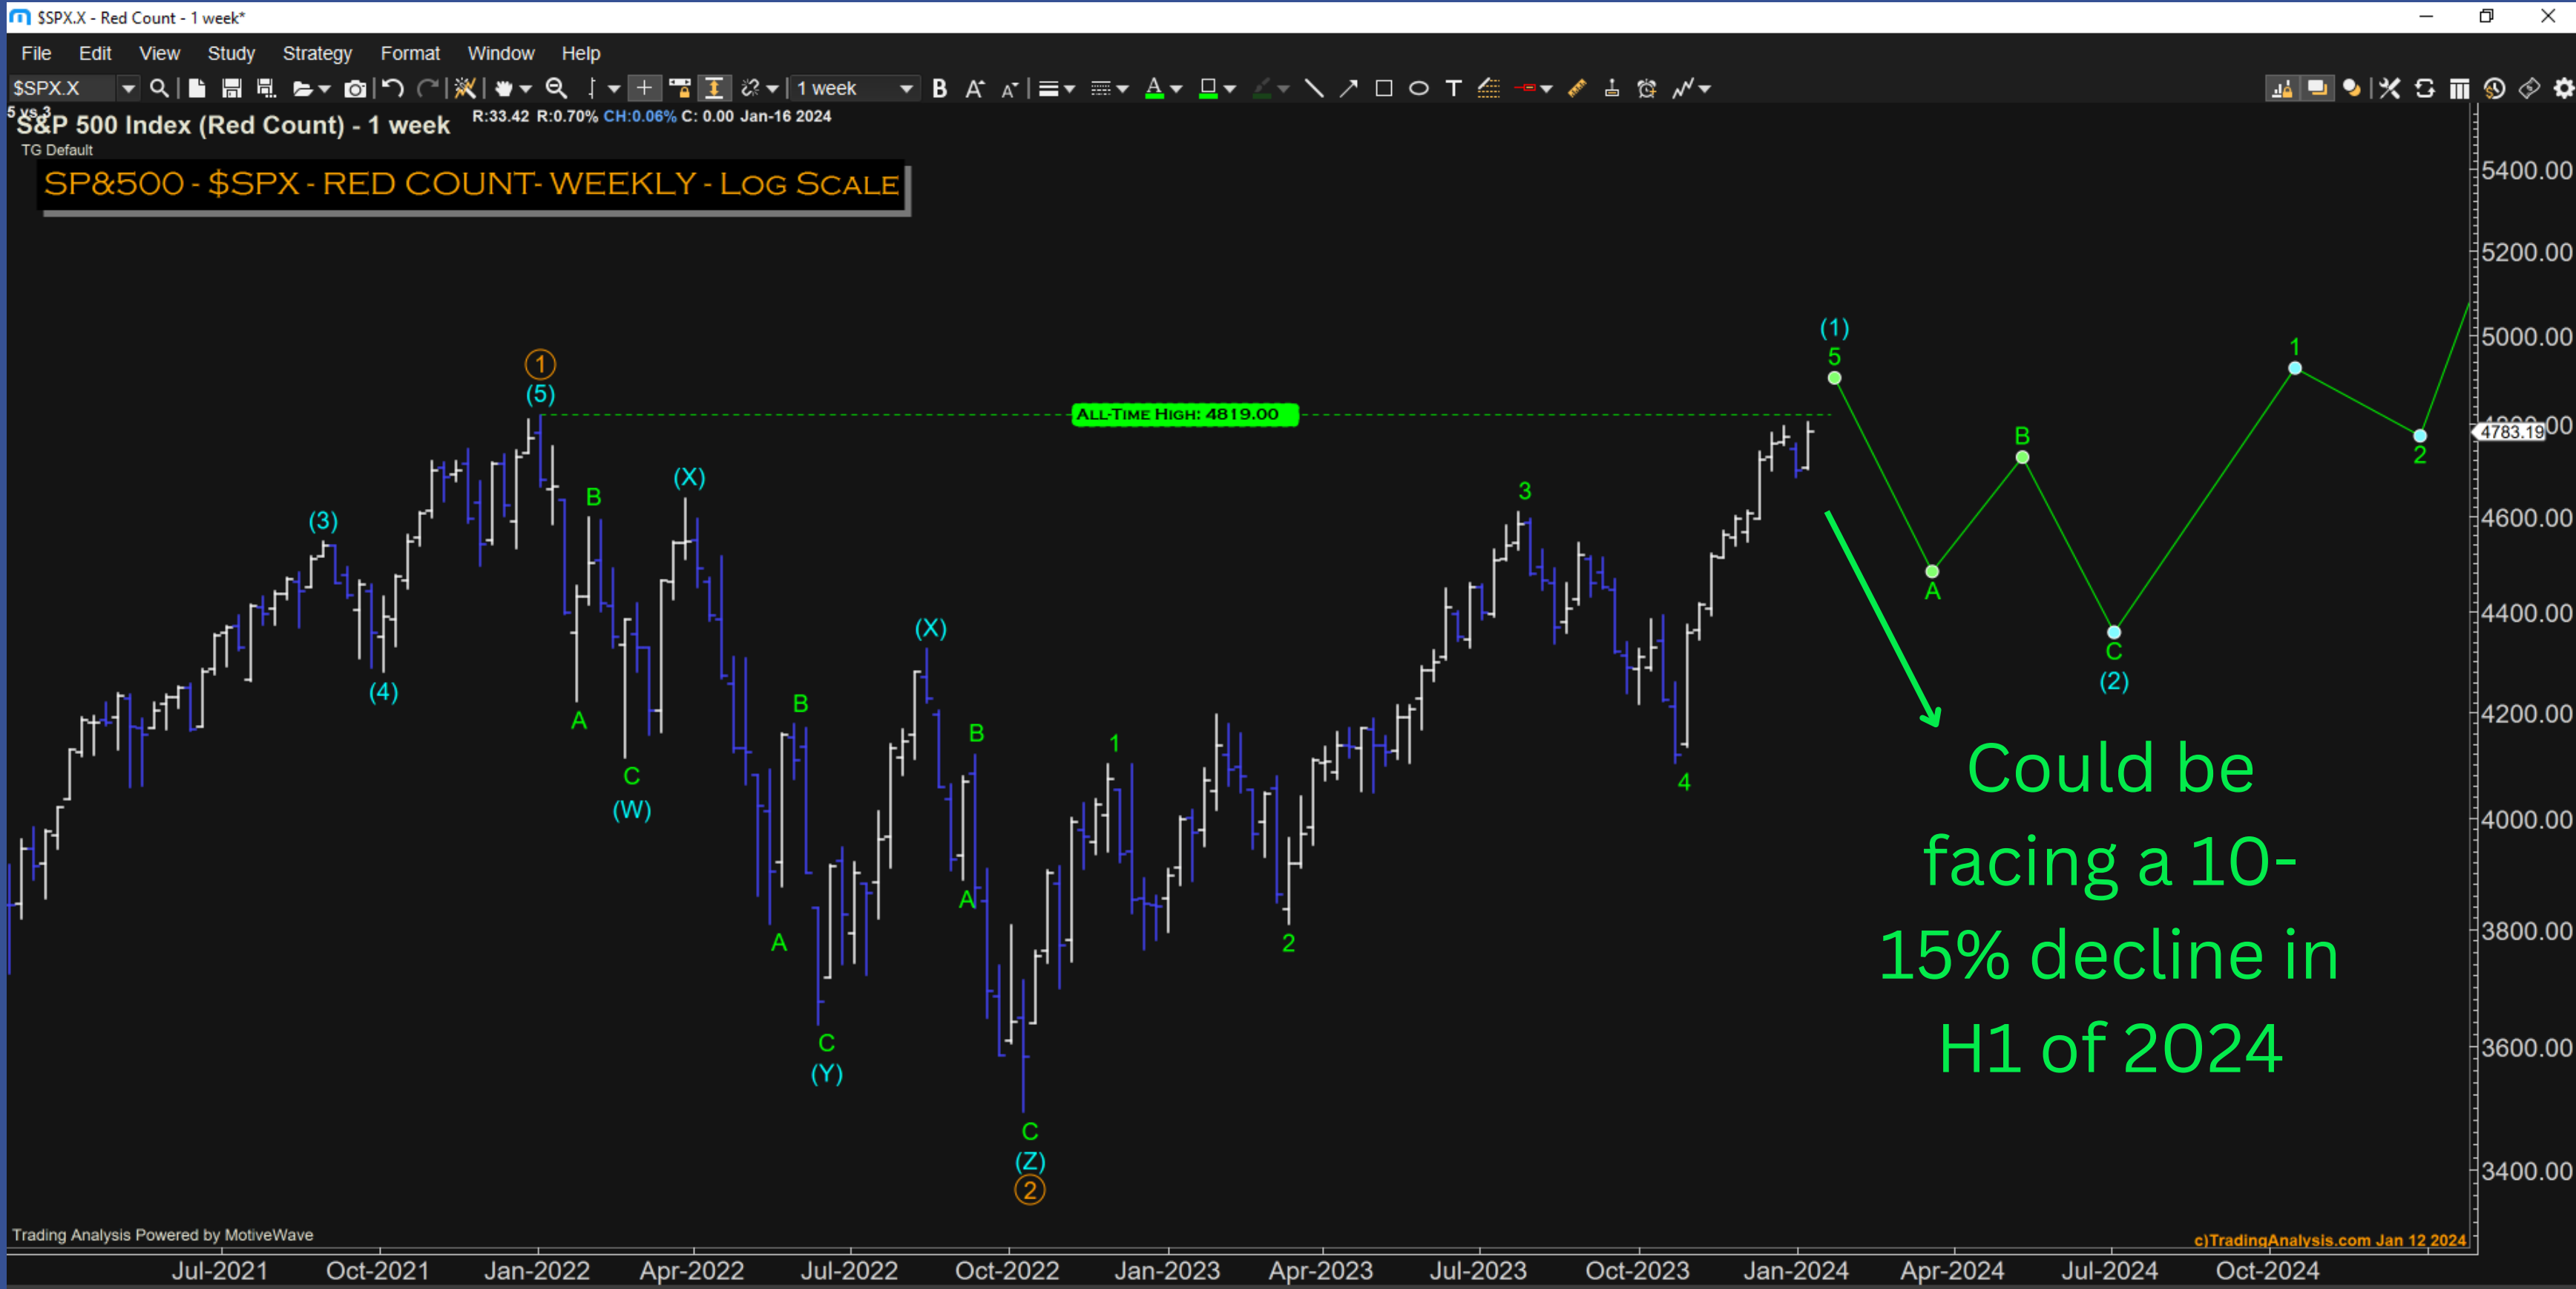 $SPX.X - Red Count - 1 week*
File Edit View Study Strategy Format Window Help
$SPX.X 1 week B A A A T
5 vs 3
S&P 500 Index (Red Count) - 1 week R:33.42 R:0.70% CH:0.06% C: 0.00 Jan-16 2024
TG Default
SP&500 - $SPX - RED COUNT- WEEKLY - LOG SCALE
5400.00
5200.00
5000.00
4783.19
4600.00
4400.00
4200.00
4000.00
3800.00
3600.00
3400.00
(3)
(4)
1
(5)
A
B
C
(W)
(X)
A
B
C
(Y)
(X)
A
B
C
(Z)
2
1
2
3
4
ALL-TIME HIGH: 4819.00
(1)
5
A
B
C
(2)
1
2
Could be
facing a 10-
15% decline in
H1 of 2024
Trading Analysis Powered by MotiveWave
c)TradingAnalysis.com Jan 12 2024
Jul-2021 Oct-2021 Jan-2022 Apr-2022 Jul-2022 Oct-2022 Jan-2023 Apr-2023 Jul-2023 Oct-2023 Jan-2024 Apr-2024 Jul-2024 Oct-2024